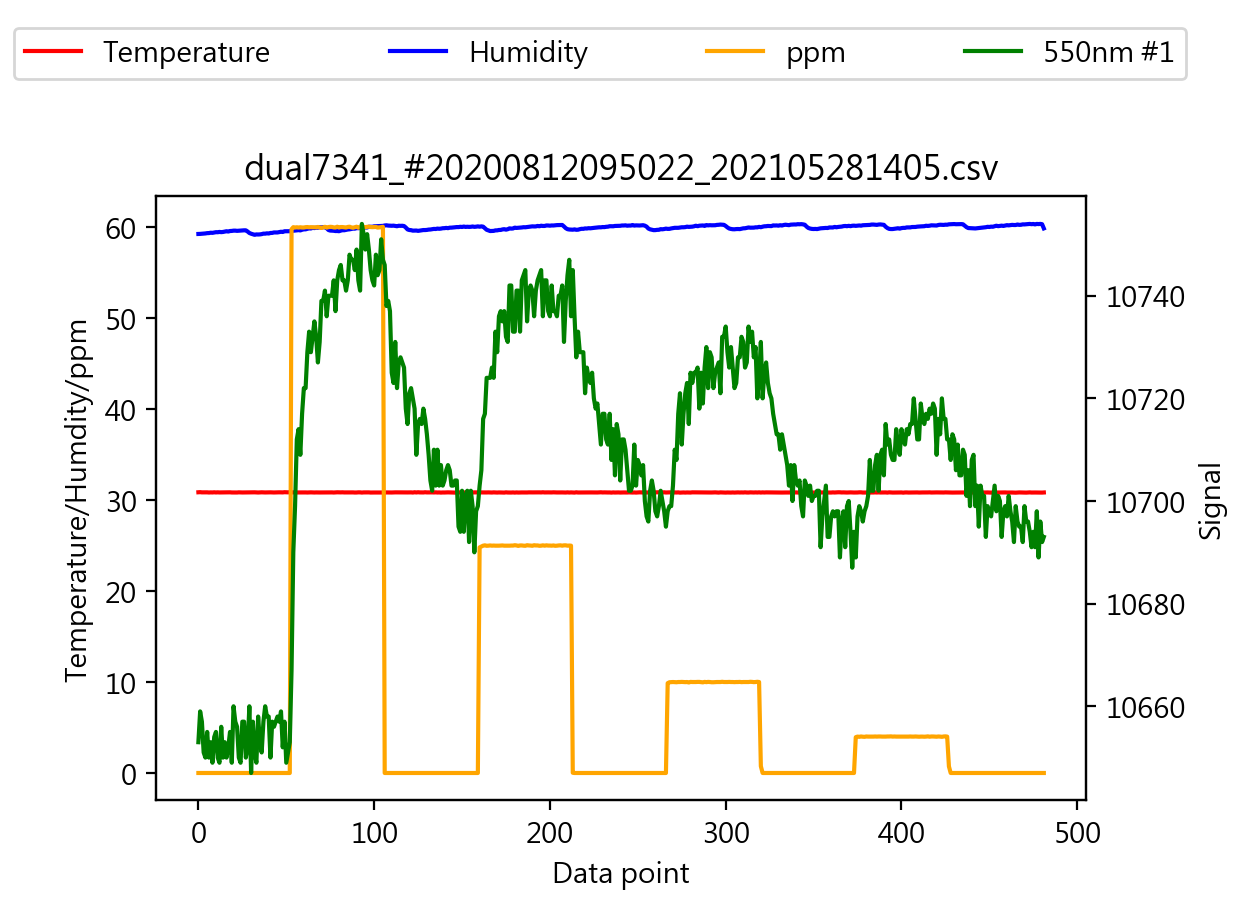 Temperature Humidity ppm 550nm #1
dual7341_#20200812095022_202105281405.csv
60
50
40
30
20
10
0
Temperature/Humdity/ppm
10740
10720
10700
10680
10660
Signal
0 100 200 300 400 500
Data point